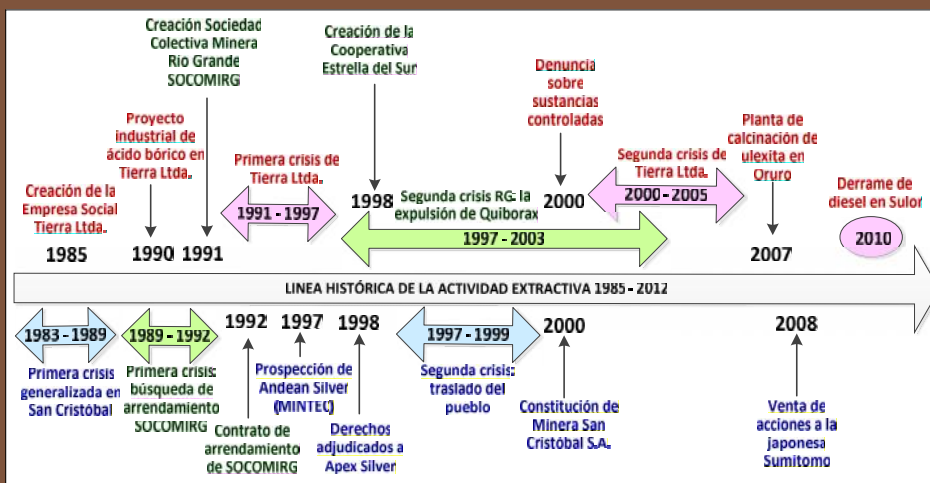 Creación Sociedad
Colectiva Minera
Rio Grande
SOCOMIRG
Creación de la
Cooperativa
Estrella del Sur
Denuncia
sobre
sustancias
controladas
Proyecto
industrial de
ácido bórico en
Tierra Ltda.
Planta de
calcinación de
ulexita en
Oruro
Primera crisis de
Tierra Ltda.
Segunda crisis de
Tierra Ltda.
Creación de la
Empresa Social
Tierra Ltda.
Derrame de
diesel en Sulor
1991 - 1997
1998
Segunda crisis RG: la
expulsión de Quiborax
2000
2000 - 2005
1985
1990
1991
1997 - 2003
2007
2010
LINEA HISTÓRICA DE LA ACTIVIDAD EXTRACTIVA 1985 - 2012
1983 - 1989
1989 - 1992
1992
1997
1998
1997 - 1999
2000
2008
Primera crisis
generalizada en
San Cristóbal
Primera crisis:
búsqueda de
arrendamiento
SOCOMIRG
Contrato de
arrendamiento
de SOCOMIRG
Prospección de
Andean Silver
(MINTEC)
Derechos
adjudicados a
Apex Silver
Segunda crisis:
traslado del
pueblo
Constitución de
Minera San
Cristóbal S.A.
Venta de
acciones a la
japonesa
Sumitomo